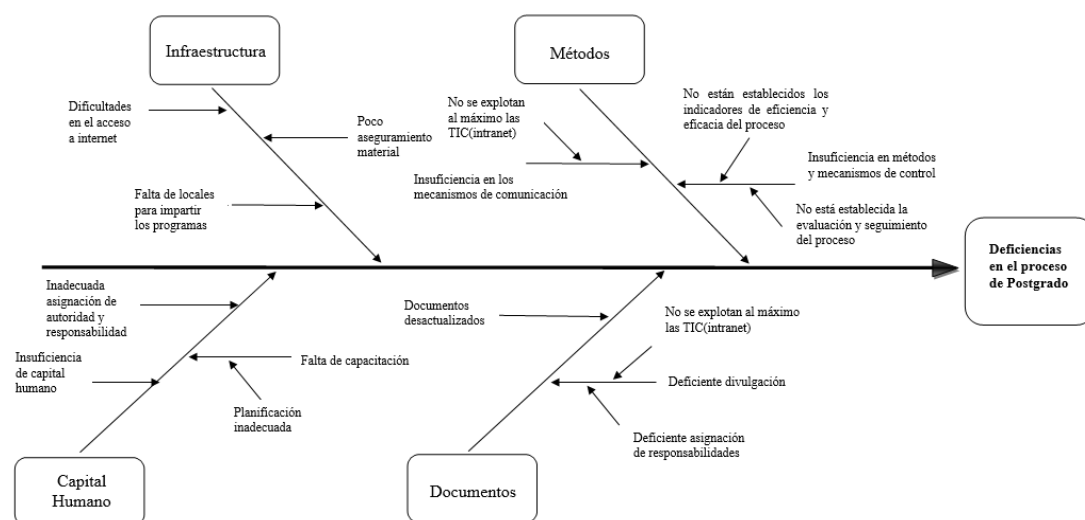 Infraestructura
Métodos
Dificultades
en el acceso
a internet
Poco
aseguramiento
material
Falta de locales
para impartir
los programas
No se explotan
al máximo las
TIC(intranet)
Insuficiencia en los
mecanismos de comunicación
No están establecidos los
indicadores de eficiencia y
eficacia del proceso
Insuficiencia en métodos
y mecanismos de control
No está establecida la
evaluación y seguimiento
del proceso
Deficiencias
en el proceso
de Postgrado
Inadecuada
asignación de
autoridad y
responsabilidad
Insuficiencia
de capital
humano
Falta de capacitación
Planificación
inadecuada
Documentos
desactualizados
No se explotan al máximo
las TIC(intranet)
Deficiente divulgación
Deficiente asignación
de responsabilidades
Capital
Humano
Documentos